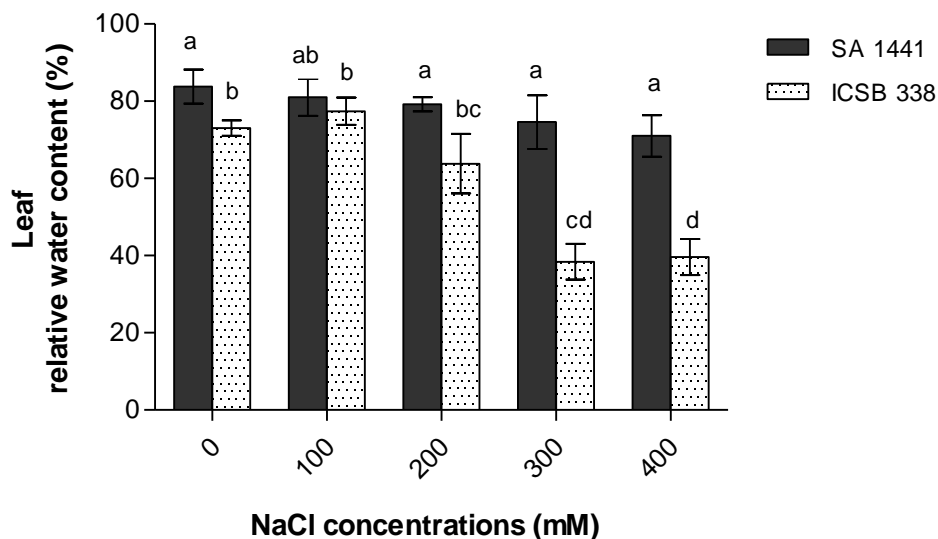 100
80
60
40
20
0
Leaf
relative water content (%)
a
b
ab
b
a
bc
a
cd
a
d
SA 1441
ICSB 338
0
100
200
300
400
NaCl concentrations (mM)